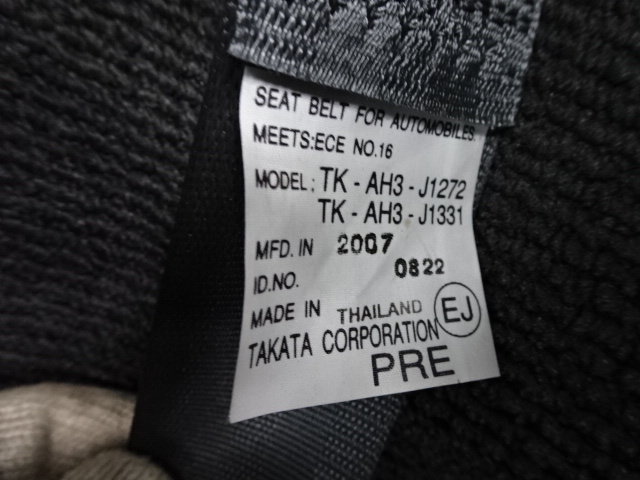 SEAT BELT FOR AUTOMOBILES
MEETS:ECE NO.16
MODEL: TK - AH3 - J1272
TK - AH3 - J1331
MFD. IN 2007
ID.NO. 0822
MADE IN THAILAND EJ
TAKATA CORPORATION
PRE